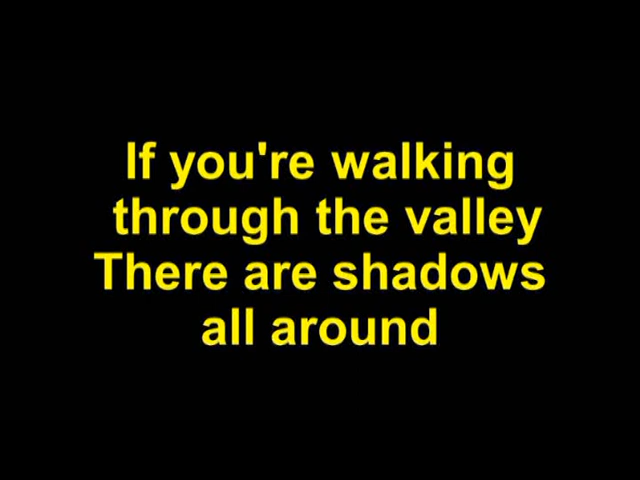 If you're walking
through the valley
There are shadows
all around